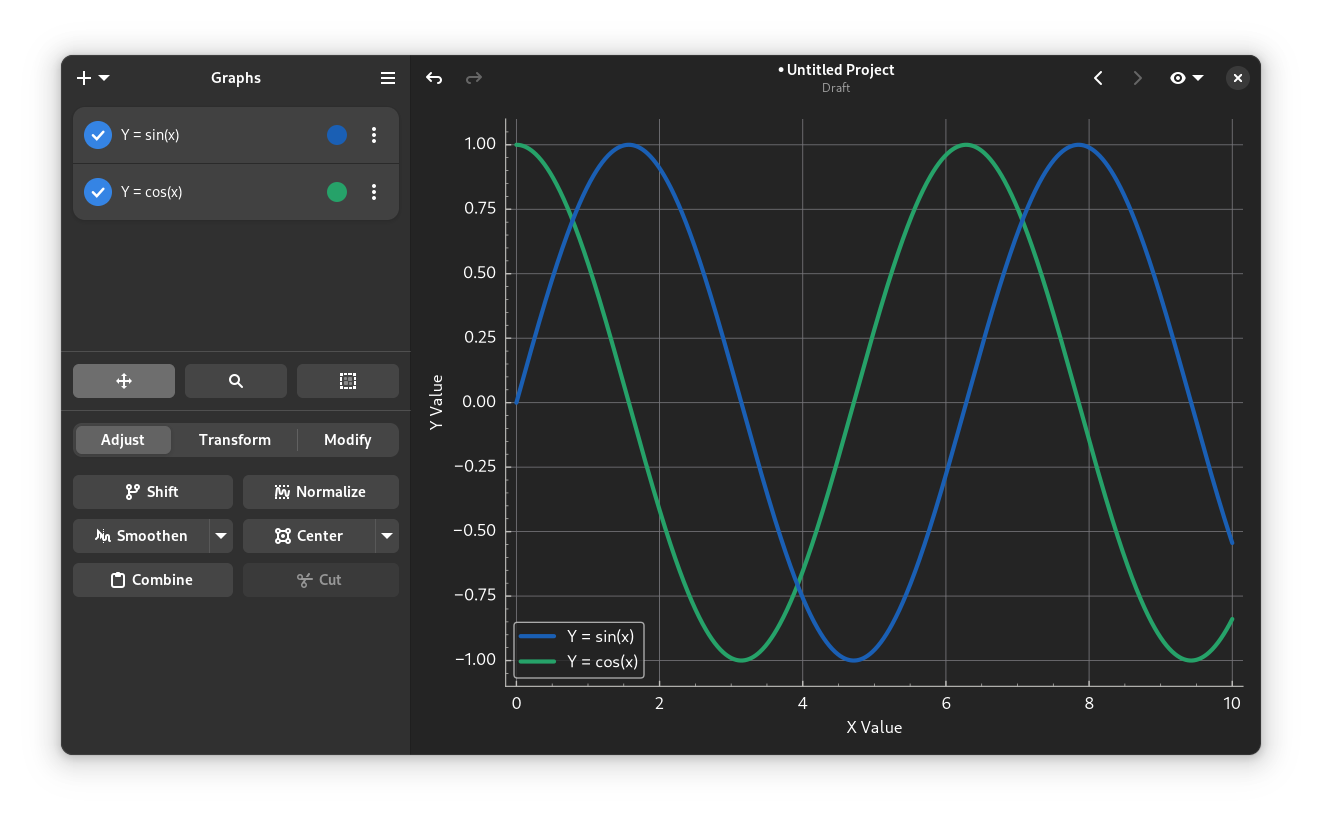 Graphs
• Untitled Project
Draft
Y = sin(x)
Y = cos(x)
Adjust Transform Modify
Shift Normalize
Smoothen Center
Combine Cut
1.00
0.75
0.50
0.25
0.00
−0.25
−0.50
−0.75
−1.00
Y Value
Y = sin(x)
Y = cos(x)
0 2 4 6 8 10
X Value